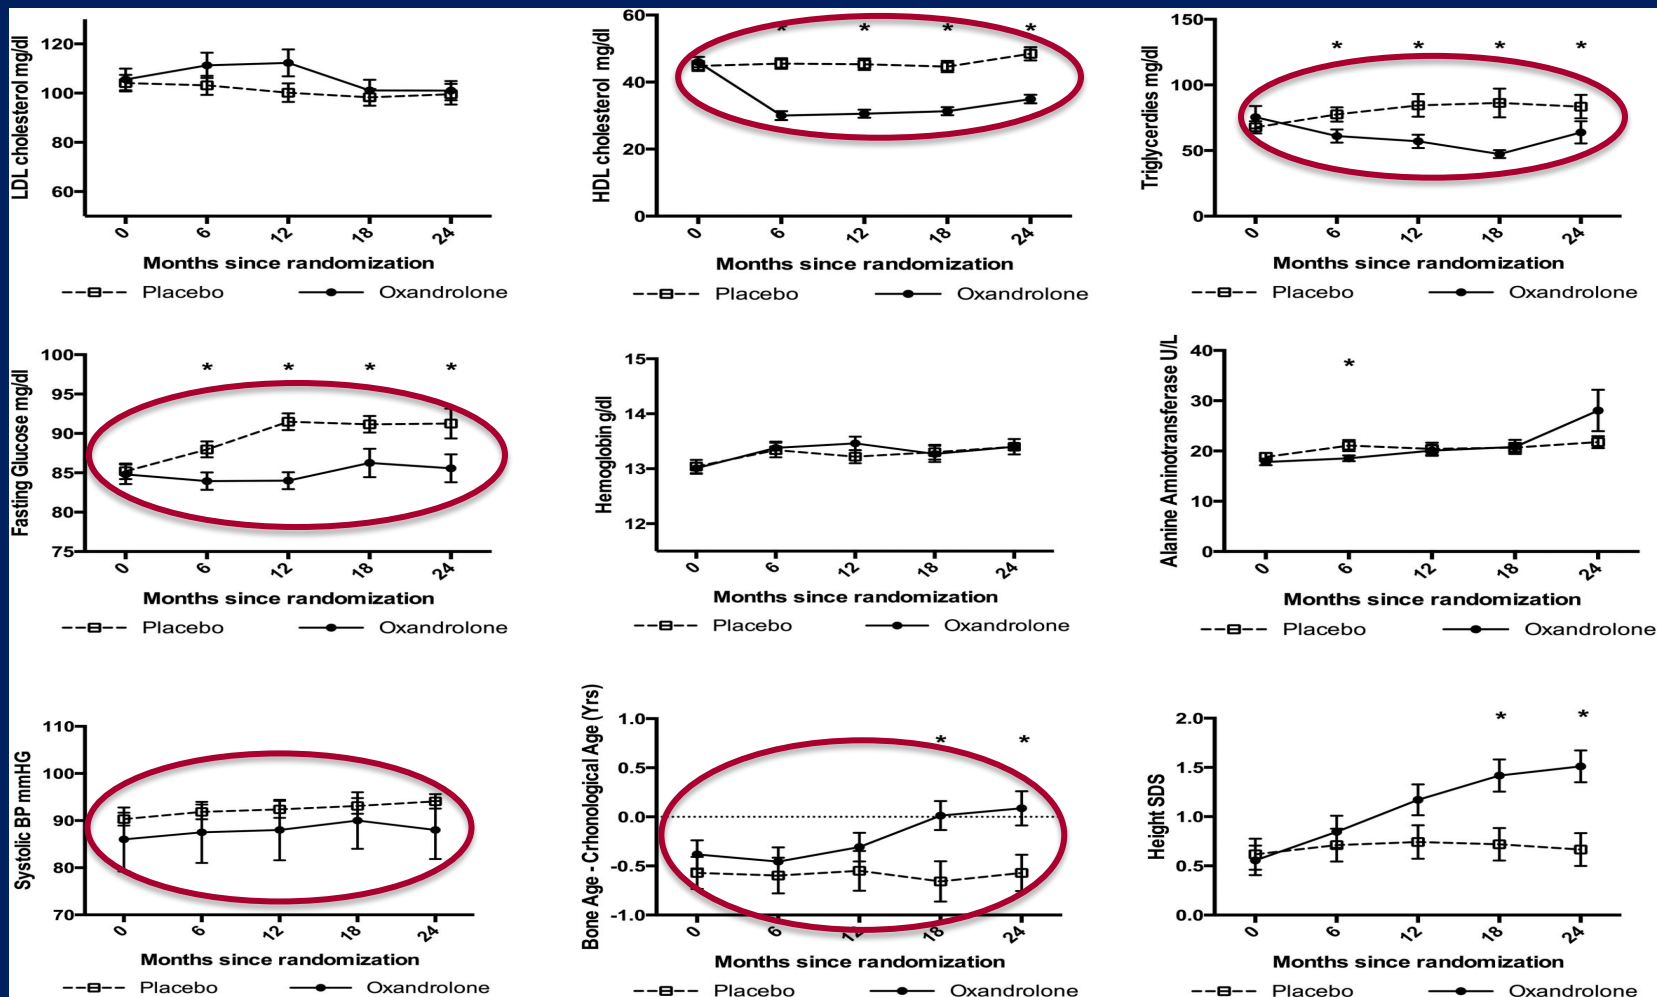 LDL cholesterol mg/dl
120
100
80
60
0 6 12 18 24
Months since randomization
Placebo Oxandrolone
HDL cholesterol mg/dl
60
40
20
0
* * * *
0 6 12 18 24
Months since randomization
Placebo Oxandrolone
Triglycerdies mg/dl
150
100
50
0
* * * *
0 6 12 18 24
Months since randomization
Placebo Oxandrolone
Fasting Glucose mg/dl
100
95
90
85
80
75
* * * *
0 6 12 18 24
Months since randomization
Placebo Oxandrolone
Hemoglobin g/dl
15
14
13
12
0 6 12 18 24
Months since randomization
Placebo Oxandrolone
Alanine Aminotransferase U/L
40
30
20
10
0
*
0 6 12 18 24
Months since randomization
Placebo Oxandrolone
Systolic BP mmHG
110
100
90
80
70
0 6 12 18 24
Months since randomization
Placebo Oxandrolone
Bone Age - Crhonological Age (Yrs)
1.0
0.5
0.0
-0.5
-1.0
* *
0 6 12 18 24
Months since randomization
Placebo Oxandrolone
Height SDS
2.0
1.5
1.0
0.5
0.0
* *
0 6 12 18 24
Months since randomization
Placebo Oxandrolone